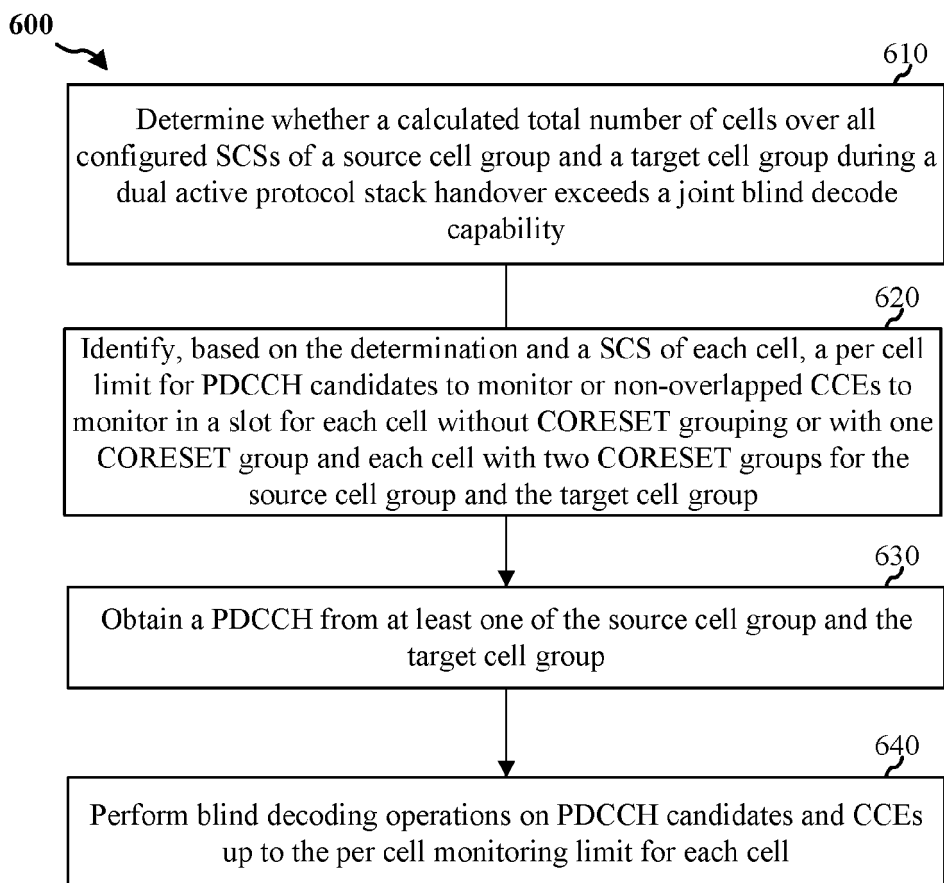 600
610
Determine whether a calculated total number of cells over all
configured SCSs of a source cell group and a target cell group during a
dual active protocol stack handover exceeds a joint blind decode
capability
620
Identify, based on the determination and a SCS of each cell, a per cell
limit for PDCCH candidates to monitor or non-overlapped CCEs to
monitor in a slot for each cell without CORESET grouping or with one
CORESET group and each cell with two CORESET groups for the
source cell group and the target cell group
630
Obtain a PDCCH from at least one of the source cell group and the
target cell group
640
Perform blind decoding operations on PDCCH candidates and CCEs
up to the per cell monitoring limit for each cell